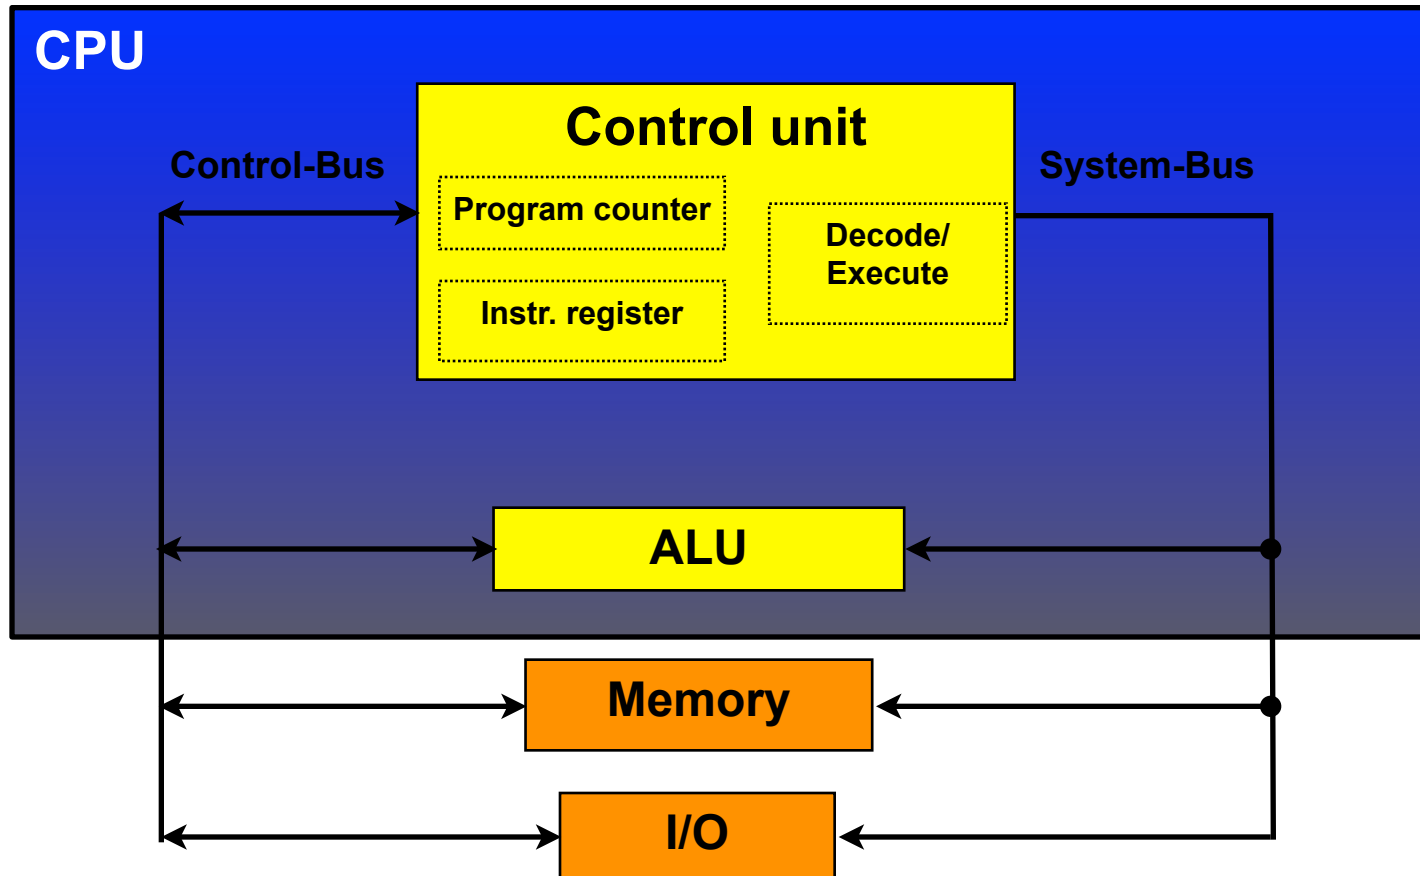 CPU
Control unit
Control-Bus
System-Bus
Program counter
Decode/
Execute
Instr. register
ALU
Memory
I/O